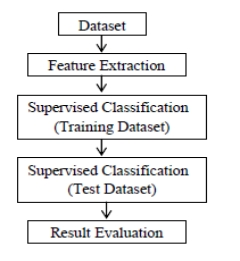 Dataset
Feature Extraction
Supervised Classification
(Training Dataset)
Supervised Classification
(Test Dataset)
Result Evaluation